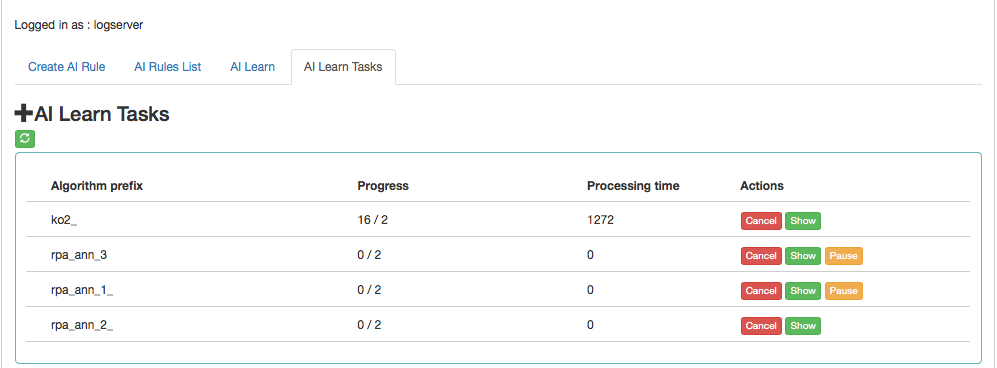 Logged in as : logserver
Create AI Rule AI Rules List AI Learn AI Learn Tasks
AI Learn Tasks
Algorithm prefix Progress Processing time Actions
ko2_ 16 / 2 1272 Cancel Show
rpa_ann_3 0 / 2 0 Cancel Show Pause
rpa_ann_1_ 0 / 2 0 Cancel Show Pause
rpa_ann_2_ 0 / 2 0 Cancel Show